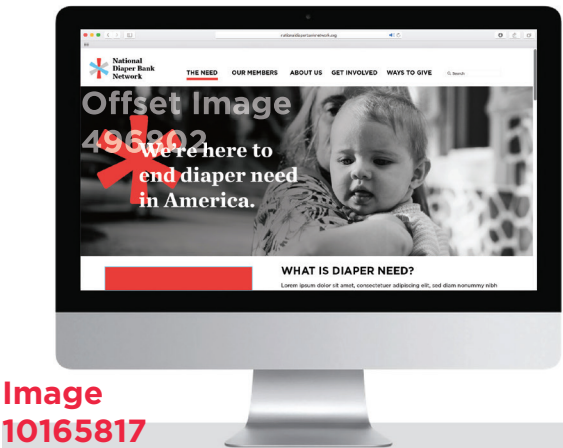 nationaldiaperbanknetwork.org
National
Diaper Bank
Network
THE NEED OUR MEMBERS ABOUT US GET INVOLVED WAYS TO GIVE Search
Offset Image
496802
We're here to
end diaper need
in America.
WHAT IS DIAPER NEED?
Lorem ipsum dolor sit amet, consectetuer adipiscing elit, sed diam nonummy nibh
Image
10165817